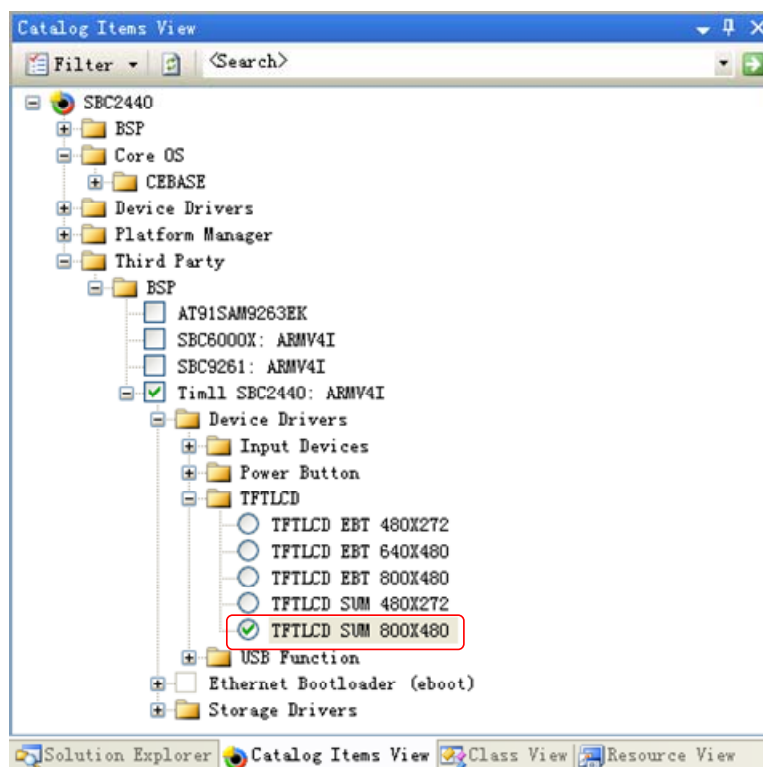 Catalog Items View
Filter <Search>
SBC2440
BSP
Core OS
CEBASE
Device Drivers
Platform Manager
Third Party
BSP
AT91SAM9263EK
SBC6000X: ARMV4I
SBC9261: ARMV4I
Timll SBC2440: ARMV4I
Device Drivers
Input Devices
Power Button
TFTLCD
TFTLCD EBT 480X272
TFTLCD EBT 640X480
TFTLCD EBT 800X480
TFTLCD SUM 480X272
TFTLCD SUM 800X480
USB Function
Ethernet Bootloader (eboot)
Storage Drivers
Solution Explorer Catalog Items View Class View Resource View